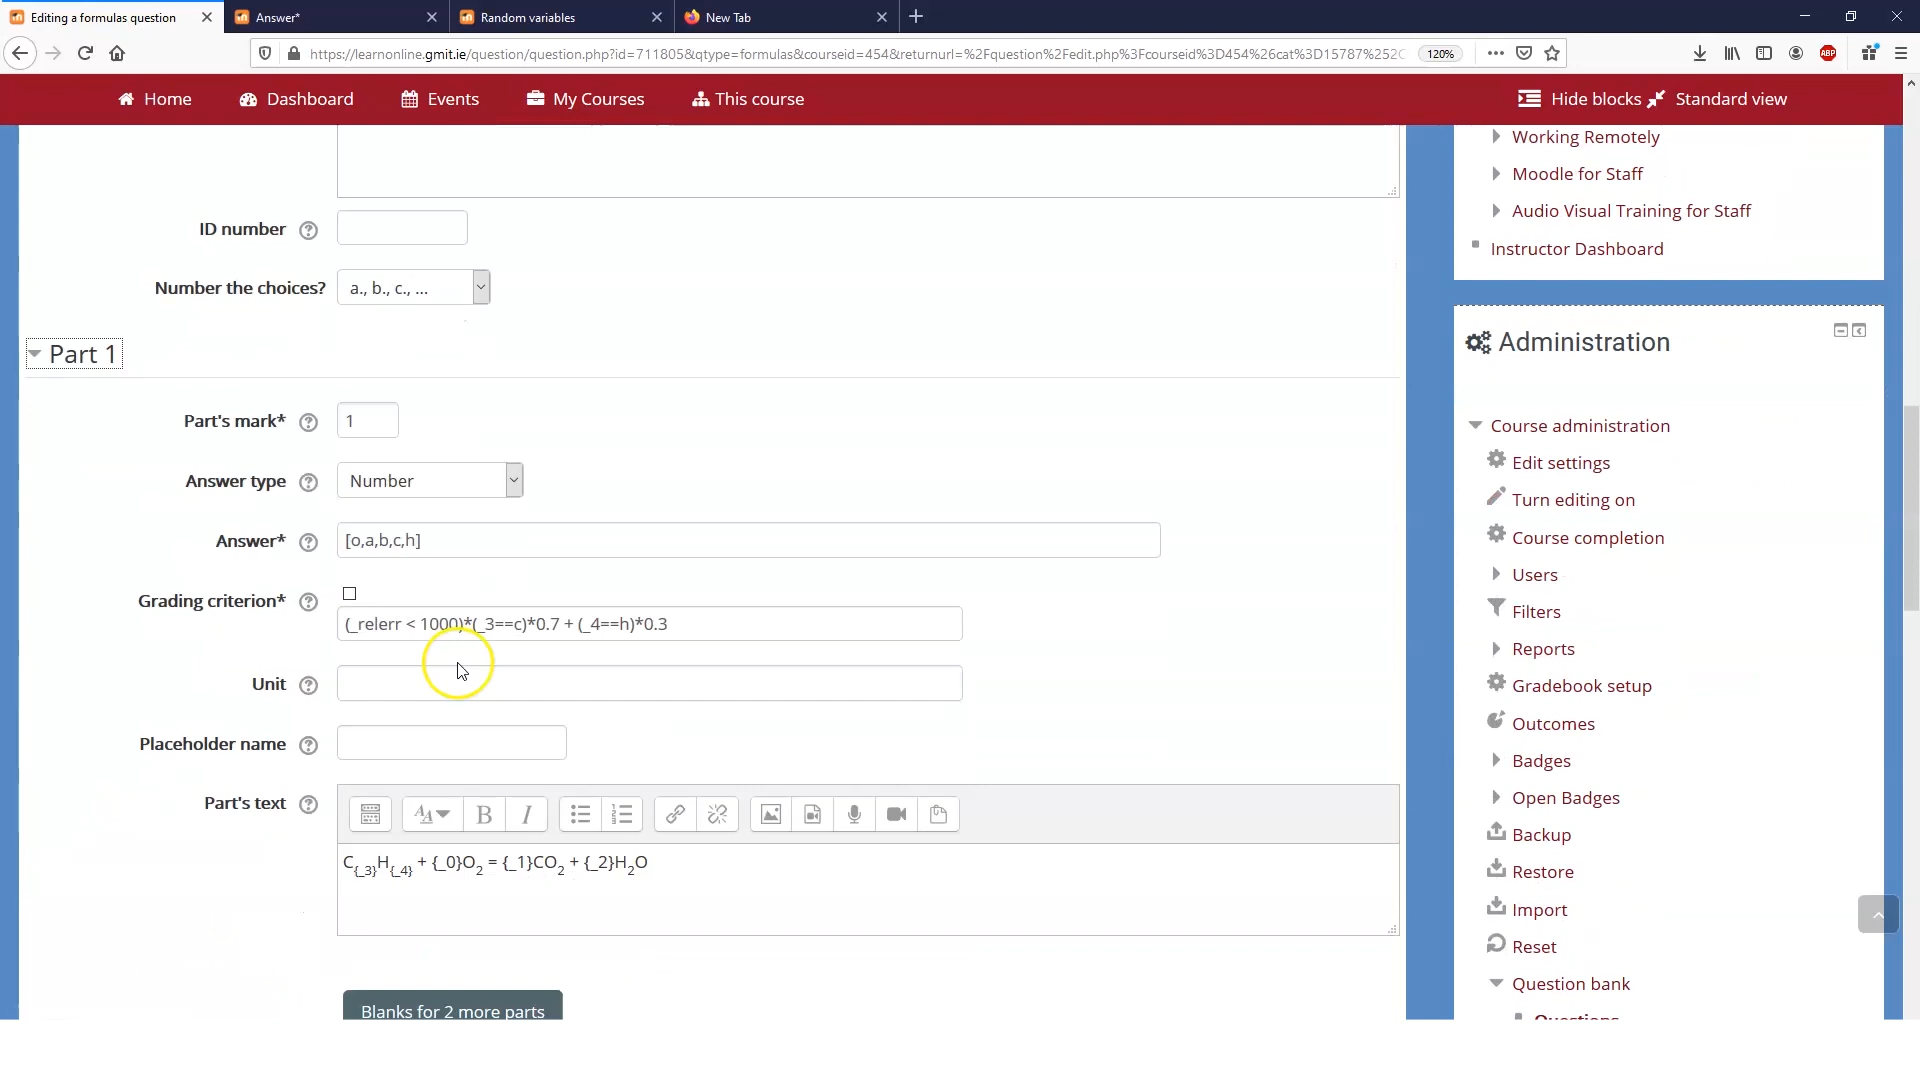 Editing a formulas question
Answer*
Random variables
New Tab
https://learnonline.gmit.ie/question/question.php?id=711805&qtype=formulas&courseid=454&returnurl=%2Fquestion%2Fedit.php%3Fcourseid%3D454%26cat%3D15787%252C
120%
ABP
Home
Dashboard
Events
My Courses
This course
Hide blocks
Standard view
ID number
Number the choices?
a., b., c., ...
Part 1
Part's mark*
1
Answer type
Number
Answer*
[o,a,b,c,h]
Grading criterion*
(_relerr < 1000)*(_3==c)*0.7 + (_4==h)*0.3
Unit
Placeholder name
Part's text
C{_3}H{_4} + {_0}O2 = {_1}CO2 + {_2}H2O
Blanks for 2 more parts
Working Remotely
Moodle for Staff
Audio Visual Training for Staff
Instructor Dashboard
Administration
Course administration
Edit settings
Turn editing on
Course completion
Users
Filters
Reports
Gradebook setup
Outcomes
Badges
Open Badges
Backup
Restore
Import
Reset
Question bank
Questions